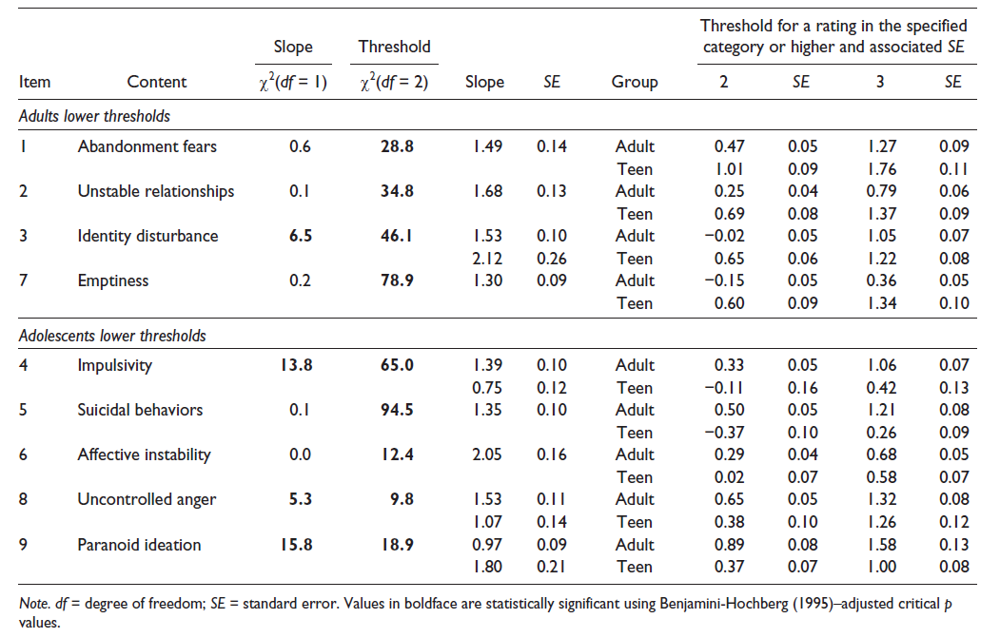 Threshold for a rating in the specified
Slope Threshold category or higher and associated SE
Item Content χ²(df = 1) χ²(df = 2) Slope SE Group 2 SE 3 SE
Adults lower thresholds
1 Abandonment fears 0.6 28.8 1.49 0.14 Adult 0.47 0.05 1.27 0.09
Teen 1.01 0.09 1.76 0.11
2 Unstable relationships 0.1 34.8 1.68 0.13 Adult 0.25 0.04 0.79 0.06
Teen 0.69 0.08 1.37 0.09
3 Identity disturbance 6.5 46.1 1.53 0.10 Adult −0.02 0.05 1.05 0.07
2.12 0.26 Teen 0.65 0.06 1.22 0.08
7 Emptiness 0.2 78.9 1.30 0.09 Adult −0.15 0.05 0.36 0.05
Teen 0.60 0.09 1.34 0.10
Adolescents lower thresholds
4 Impulsivity 13.8 65.0 1.39 0.10 Adult 0.33 0.05 1.06 0.07
0.75 0.12 Teen −0.11 0.16 0.42 0.13
5 Suicidal behaviors 0.1 94.5 1.35 0.10 Adult 0.50 0.05 1.21 0.08
Teen −0.37 0.10 0.26 0.09
6 Affective instability 0.0 12.4 2.05 0.16 Adult 0.29 0.04 0.68 0.05
Teen 0.02 0.07 0.58 0.07
8 Uncontrolled anger 5.3 9.8 1.53 0.11 Adult 0.65 0.05 1.32 0.08
1.07 0.14 Teen 0.38 0.10 1.26 0.12
9 Paranoid ideation 15.8 18.9 0.97 0.09 Adult 0.89 0.08 1.58 0.13
1.80 0.21 Teen 0.37 0.07 1.00 0.08
Note. df = degree of freedom; SE = standard error. Values in boldface are statistically significant using Benjamini-Hochberg (1995)–adjusted critical p
values.